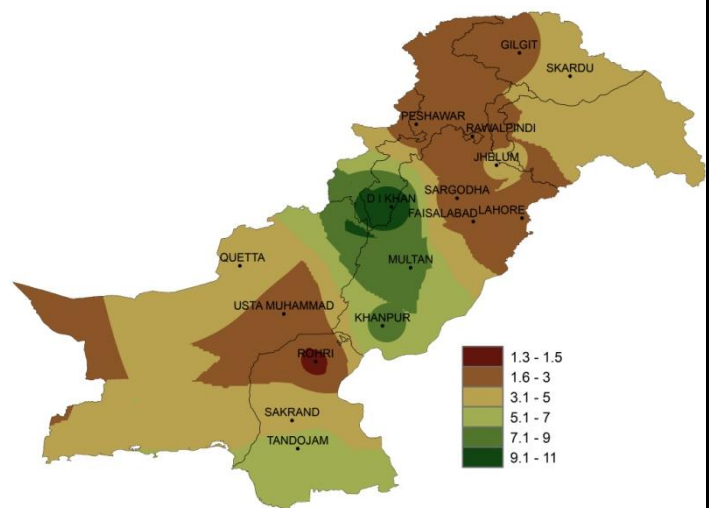 GILGIT
SKARDU
PESHAWAR
RAWALPINDI
JHELUM
D I KHAN
SARGODHA
FAISALABAD
LAHORE
QUETTA
MULTAN
USTA MUHAMMAD
KHANPUR
ROHRI
SAKRAND
TANDOJAM
1.3 - 1.5
1.6 - 3
3.1 - 5
5.1 - 7
7.1 - 9
9.1 - 11